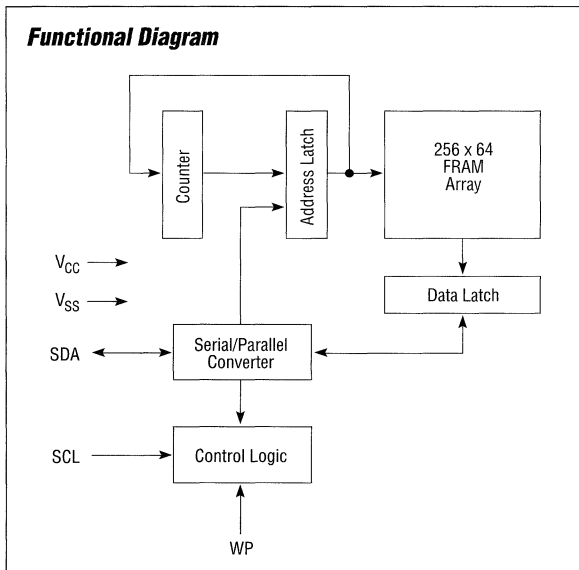 Functional Diagram
Counter
Address Latch
256 x 64
FRAM
Array
VCC
VSS
Data Latch
SDA
Serial/Parallel
Converter
SCL
Control Logic
WP